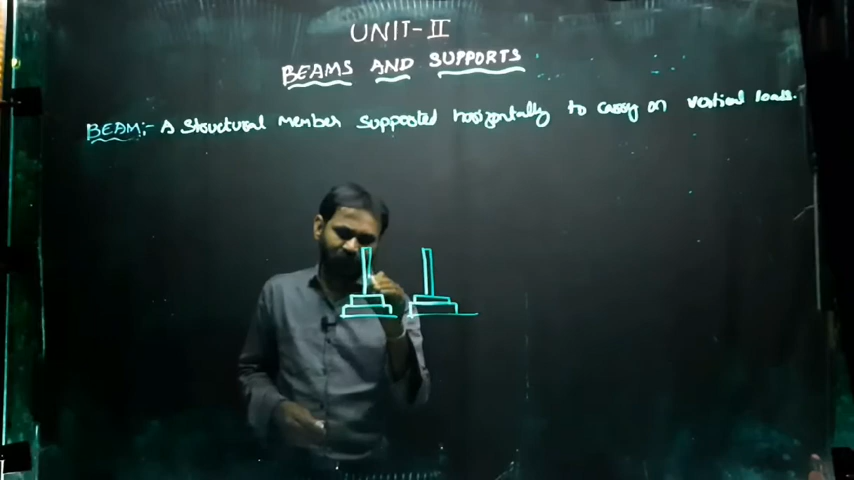 UNIT-II
BEAMS AND SUPPORTS
BEAM:- A Structural member supported horizontally to carry on vertical loads.